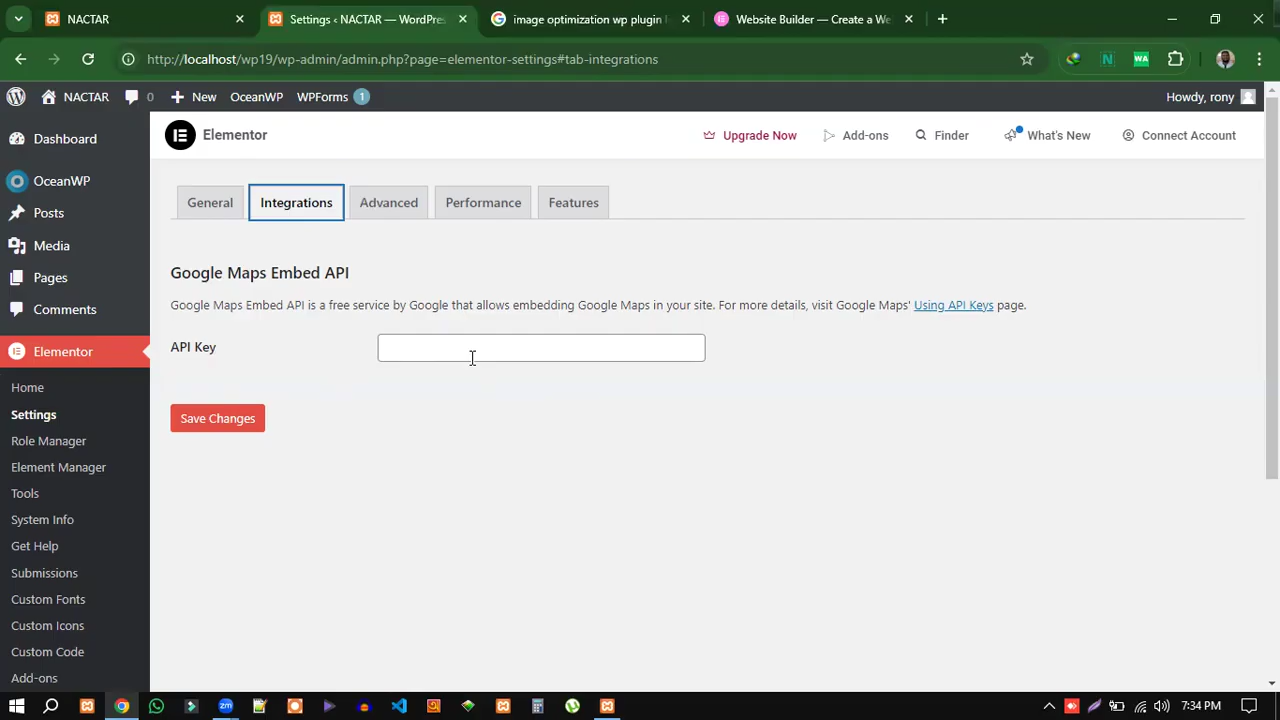 NACTAR
Settings ‹ NACTAR — WordPres
image optimization wp plugin
Website Builder — Create a We
http://localhost/wp19/wp-admin/admin.php?page=elementor-settings#tab-integrations
N
WA
NACTAR
0
New
OceanWP
WPForms 1
Howdy, rony
Dashboard
OceanWP
Posts
Media
Pages
Comments
Elementor
Home
Settings
Role Manager
Element Manager
Tools
System Info
Get Help
Submissions
Custom Fonts
Custom Icons
Custom Code
Add-ons
Elementor
Upgrade Now
Add-ons
Finder
What's New
Connect Account
General
Integrations
Advanced
Performance
Features
Google Maps Embed API
Google Maps Embed API is a free service by Google that allows embedding Google Maps in your site. For more details, visit Google Maps' Using API Keys page.
API Key
Save Changes
7:34 PM